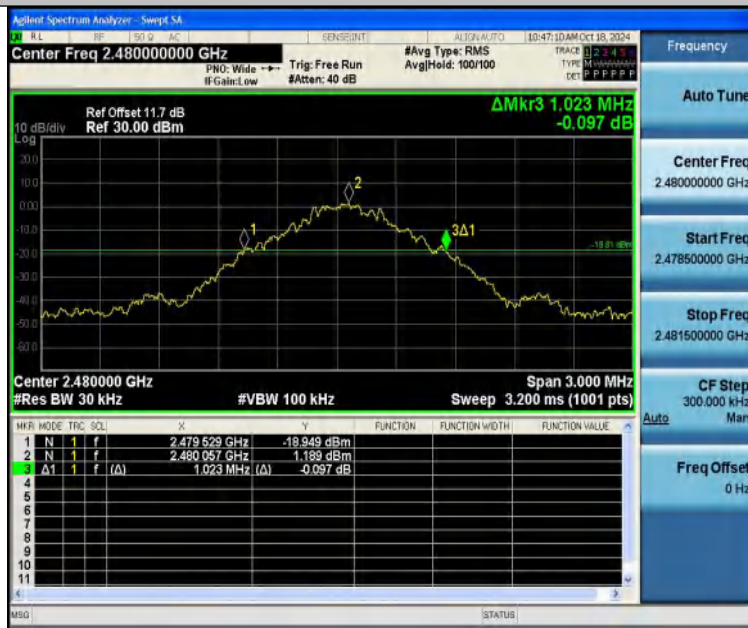 Agilent Spectrum Analyzer - Swept SA
RL RF 50 Ω AC SENSE:INT ALIGN AUTO 10:47:10 AM Oct 18, 2024
Center Freq 2.480000000 GHz
PNO: Wide
IFGain:Low
Trig: Free Run
#Atten: 40 dB
#Avg Type: RMS
Avg|Hold: 100/100
TRACE 1 2 3 4 5
TYPE M
DET P P P P P P
ΔMkr3 1.023 MHz
-0.097 dB
Ref Offset 11.7 dB
10 dB/div Ref 30.00 dBm
Log
20.0
10.0
0.00
-10.0
-20.0
-30.0
-40.0
-50.0
-60.0
1
2
3Δ1
-18.81 dBm
Center 2.480000 GHz Span 3.000 MHz
#Res BW 30 kHz #VBW 100 kHz Sweep 3.200 ms (1001 pts)
MKR MODE TRC SCL X Y FUNCTION FUNCTION WIDTH FUNCTION VALUE
1 N 1 f 2.479 529 GHz -18.949 dBm
2 N 1 f 2.480 057 GHz 1.189 dBm
3 Δ1 1 f (Δ) 1.023 MHz (Δ) -0.097 dB
4
5
6
7
8
9
10
11
MSG STATUS
Frequency
Auto Tune
Center Freq
2.480000000 GHz
Start Freq
2.478500000 GHz
Stop Freq
2.481500000 GHz
CF Step
300.000 kHz
Auto Man
Freq Offset
0 Hz